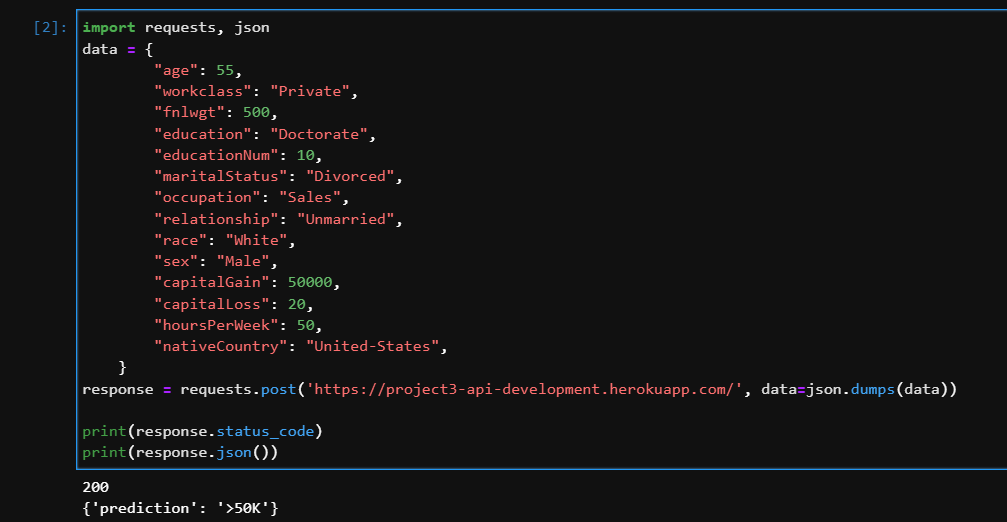 [2]: import requests, json
data = {
        "age": 55,
        "workclass": "Private",
        "fnlwgt": 500,
        "education": "Doctorate",
        "educationNum": 10,
        "maritalStatus": "Divorced",
        "occupation": "Sales",
        "relationship": "Unmarried",
        "race": "White",
        "sex": "Male",
        "capitalGain": 50000,
        "capitalLoss": 20,
        "hoursPerWeek": 50,
        "nativeCountry": "United-States",
    }
response = requests.post('https://project3-api-development.herokuapp.com/', data=json.dumps(data))
print(response.status_code)
print(response.json())
200
{'prediction': '>50K'}